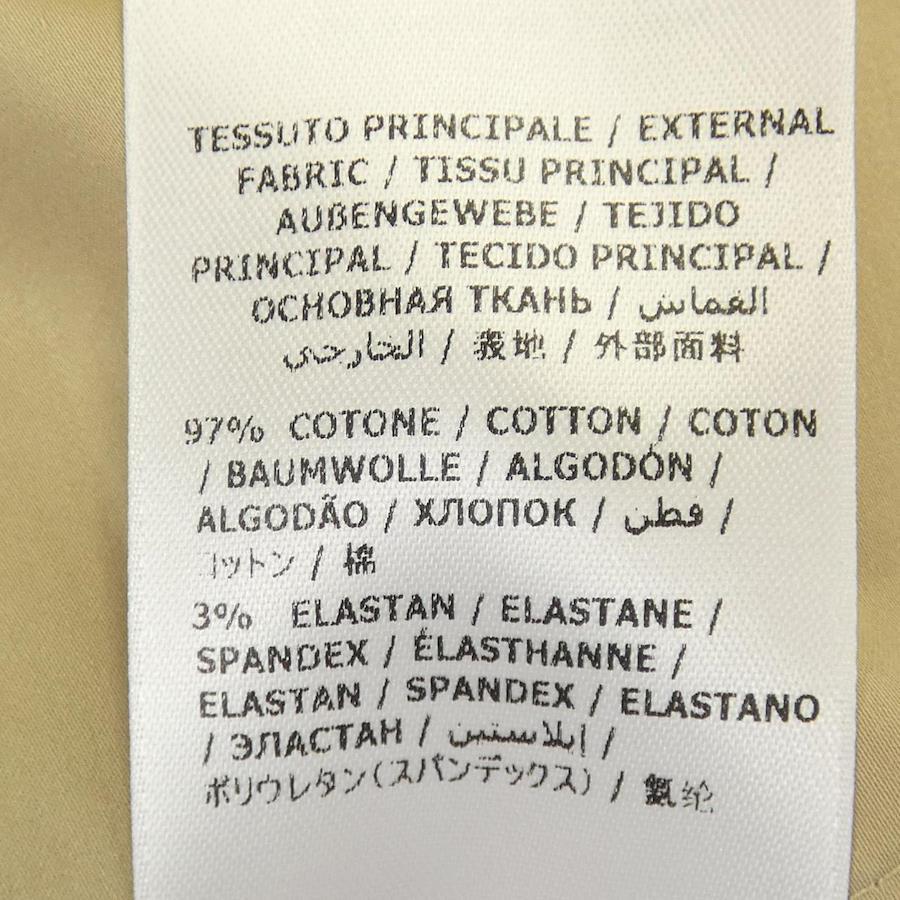 TESSUTO PRINCIPALE / EXTERNAL
FABRIC / TISSU PRINCIPAL /
AUßENGEWEBE / TEJIDO
PRINCIPAL / TECIDO PRINCIPAL /
ОСНОВНАЯ ТКАНЬ / القماش
الخارجي / 表地 / 外部面料
97% COTONE / COTTON / COTON
/ BAUMWOLLE / ALGODÓN /
ALGODÃO / ХЛОПОК / قطن /
コットン / 棉
3% ELASTAN / ELASTANE /
SPANDEX / ÉLASTHANNE /
ELASTAN / SPANDEX / ELASTANO
/ ЭЛАСТАН / إيلاستين /
ポリウレタン(スパンデックス) / 氨纶